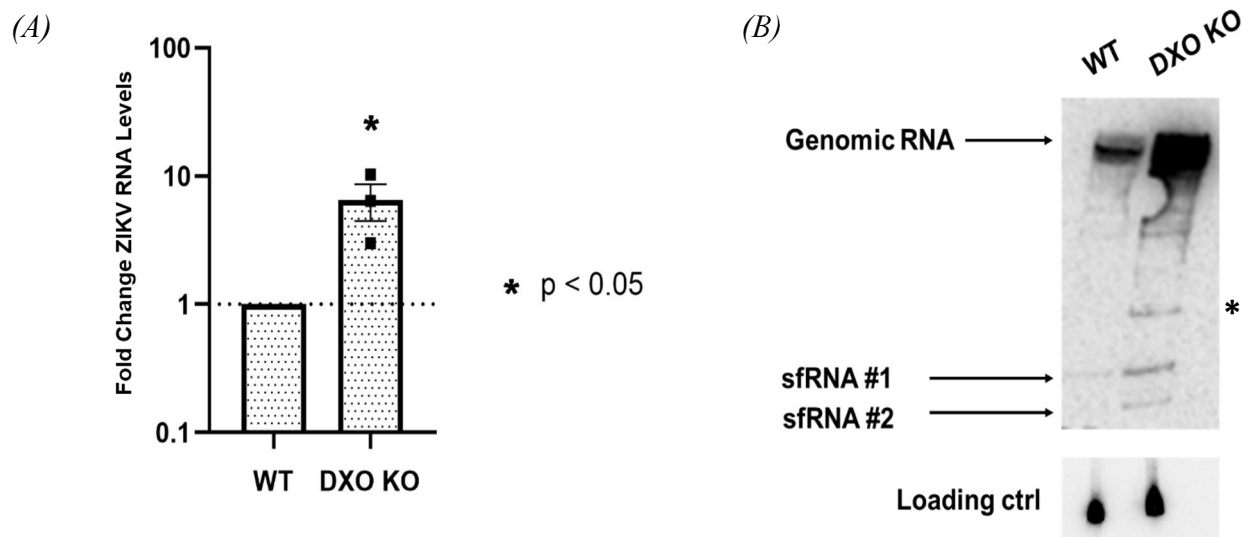 (A)
Fold Change ZIKV RNA Levels
100
10
1
0.1
*
WT DXO KO
* p < 0.05
(B)
WT DXO KO
Genomic RNA
*
sfRNA #1
sfRNA #2
Loading ctrl